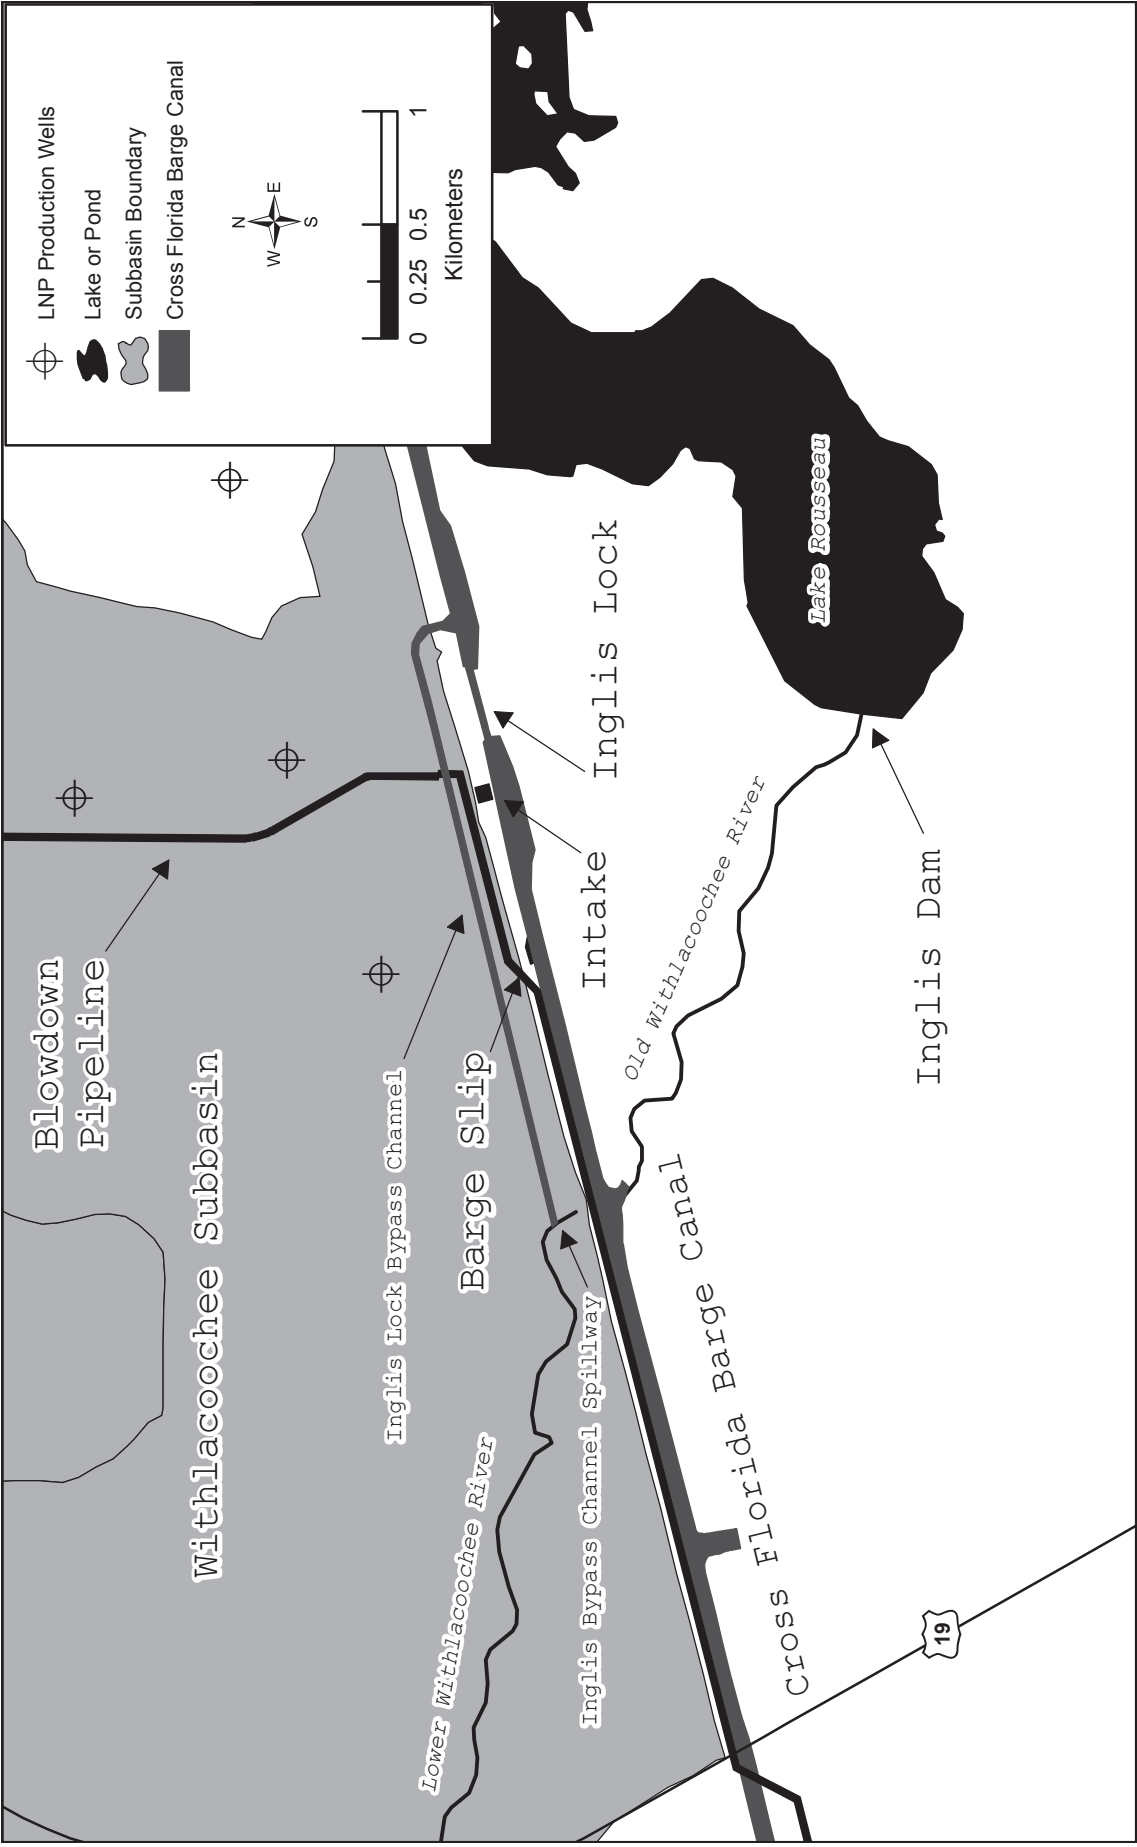 Blowdown
Pipeline
Withlacoochee Subbasin
Inglis Lock Bypass Channel
Barge Slip
Lower Withlacoochee River
Inglis Bypass Channel Spillway
Intake
Inglis Lock
Old Withlacoochee River
Cross Florida Barge Canal
Inglis Dam
Lake Rousseau
19
LNP Production Wells
Lake or Pond
Subbasin Boundary
Cross Florida Barge Canal
N
W
E
S
0 0.25 0.5 1
Kilometers